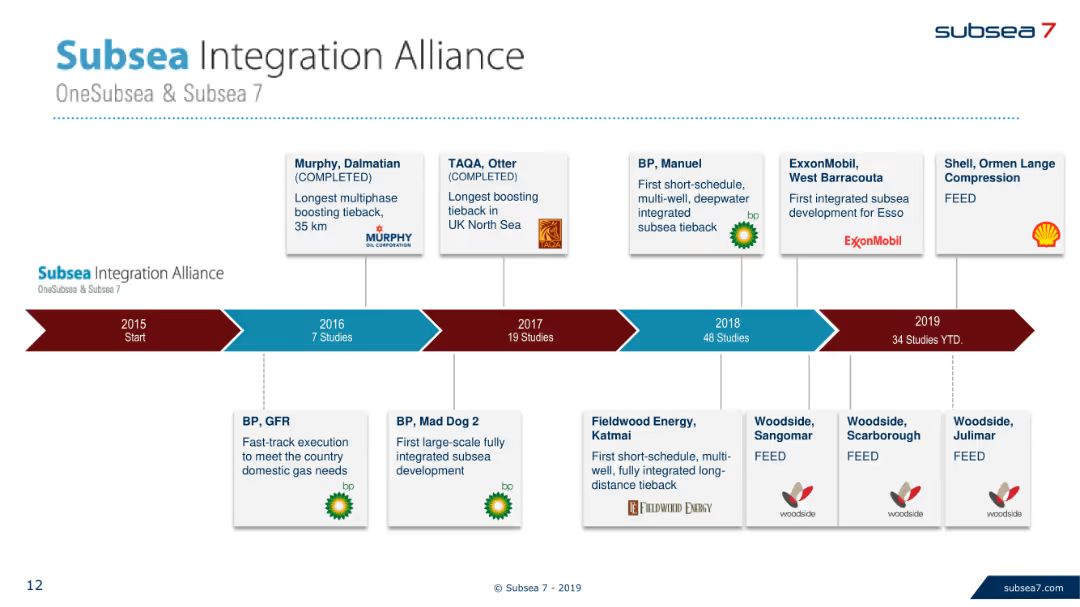 subsea 7
Subsea Integration Alliance
OneSubsea & Subsea 7
Murphy, Dalmatian
(COMPLETED)
Longest multiphase
boosting tieback,
35 km
MURPHY
OIL CORPORATION
TAQA, Otter
(COMPLETED)
Longest boosting
tieback in
UK North Sea
TAQA
BP, Manuel
First short-schedule,
multi-well, deepwater
integrated
subsea tieback
bp
ExxonMobil,
West Barracouta
First integrated subsea
development for Esso
ExxonMobil
Shell, Ormen Lange
Compression
FEED
Subsea Integration Alliance
OneSubsea & Subsea 7
2015
Start
2016
7 Studies
2017
19 Studies
2018
48 Studies
2019
34 Studies YTD.
BP, GFR
Fast-track execution
to meet the country
domestic gas needs
bp
BP, Mad Dog 2
First large-scale fully
integrated subsea
development
bp
Fieldwood Energy,
Katmai
First short-schedule, multi-
well, fully integrated long-
distance tieback
FE FIELDWOOD ENERGY
Woodside,
Sangomar
FEED
woodside
Woodside,
Scarborough
FEED
woodside
Woodside,
Julimar
FEED
woodside
12
© Subsea 7 - 2019
subsea7.com